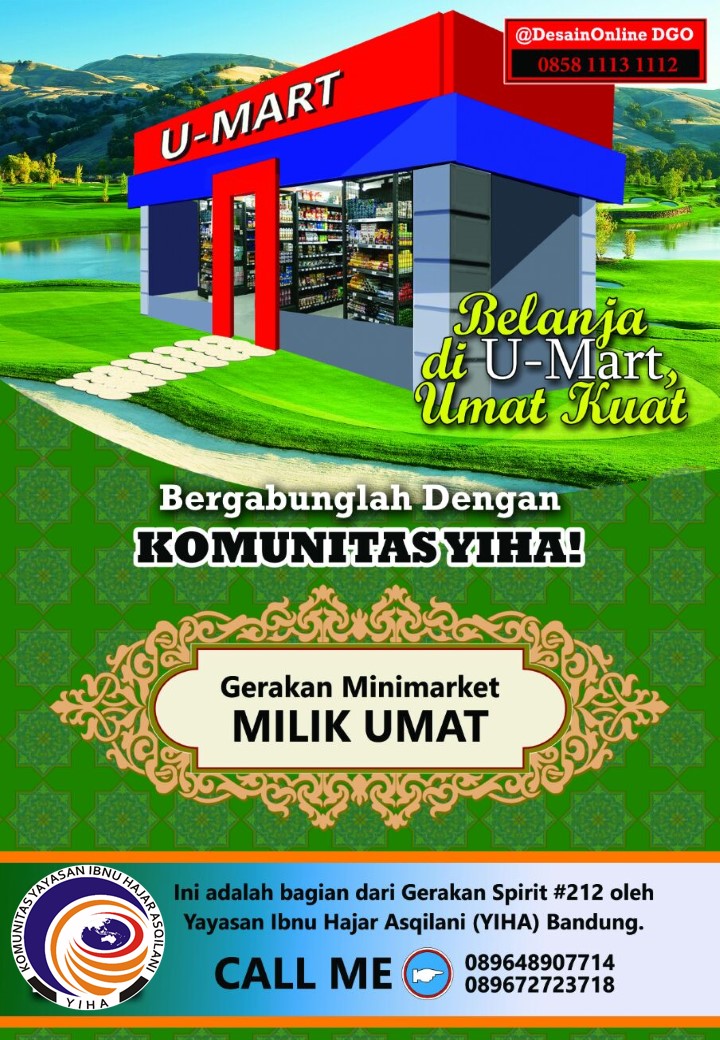 @DesainOnline DGO
0858 1113 1112
U-MART
Belanja
di U-Mart,
Umat Kuat
Bergabunglah Dengan
KOMUNITAS YIHA!
Gerakan Minimarket
MILIK UMAT
KOMUNITAS YAYASAN IBNU HAJAR ASQILANI
YIHA
Ini adalah bagian dari Gerakan Spirit #212 oleh
Yayasan Ibnu Hajar Asqilani (YIHA) Bandung.
CALL ME
089648907714
089672723718